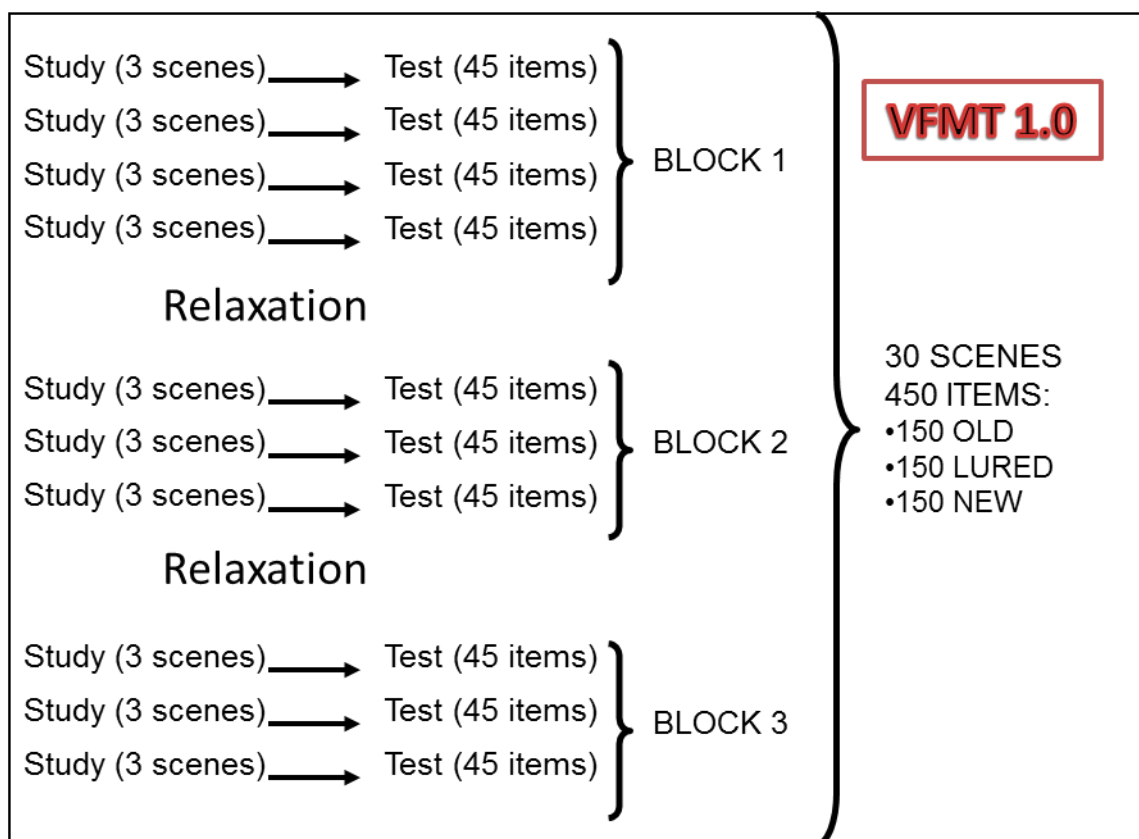 Study (3 scenes) Test (45 items)
Study (3 scenes) Test (45 items)
Study (3 scenes) Test (45 items)
Study (3 scenes) Test (45 items)
BLOCK 1
Relaxation
Study (3 scenes) Test (45 items)
Study (3 scenes) Test (45 items)
Study (3 scenes) Test (45 items)
BLOCK 2
Relaxation
Study (3 scenes) Test (45 items)
Study (3 scenes) Test (45 items)
Study (3 scenes) Test (45 items)
BLOCK 3
VFMT 1.0
30 SCENES
450 ITEMS:
•150 OLD
•150 LURED
•150 NEW